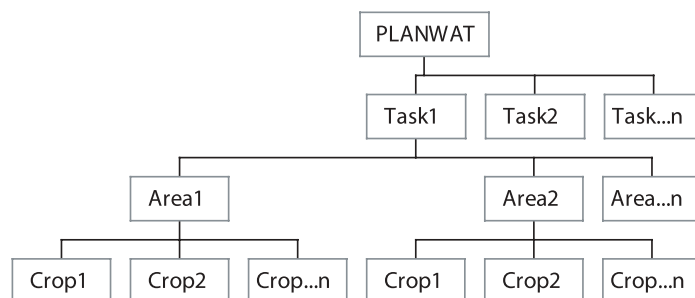 PLANWAT
Task1 Task2 Task...n
Area1 Area2 Area...n
Crop1 Crop2 Crop...n Crop1 Crop2 Crop...n